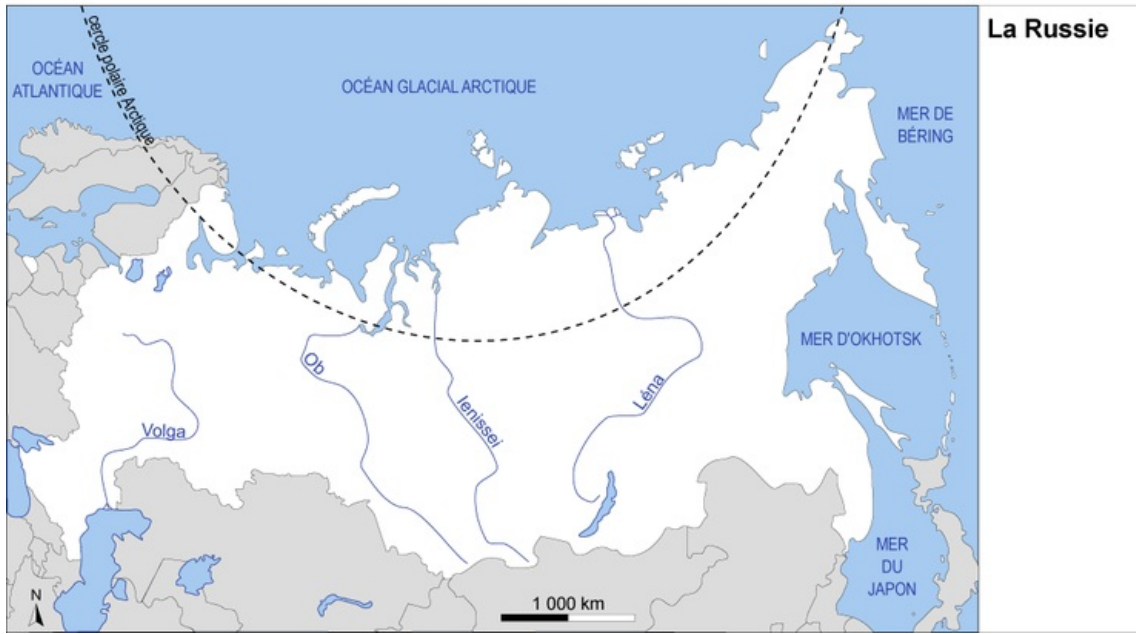 La Russie
cercle polaire Arctique
OCÉAN
ATLANTIQUE
OCÉAN GLACIAL ARCTIQUE
MER DE
BÉRING
MER D'OKHOTSK
Ob
Ienissei
Léna
Volga
MER
DU
JAPON
N
1 000 km